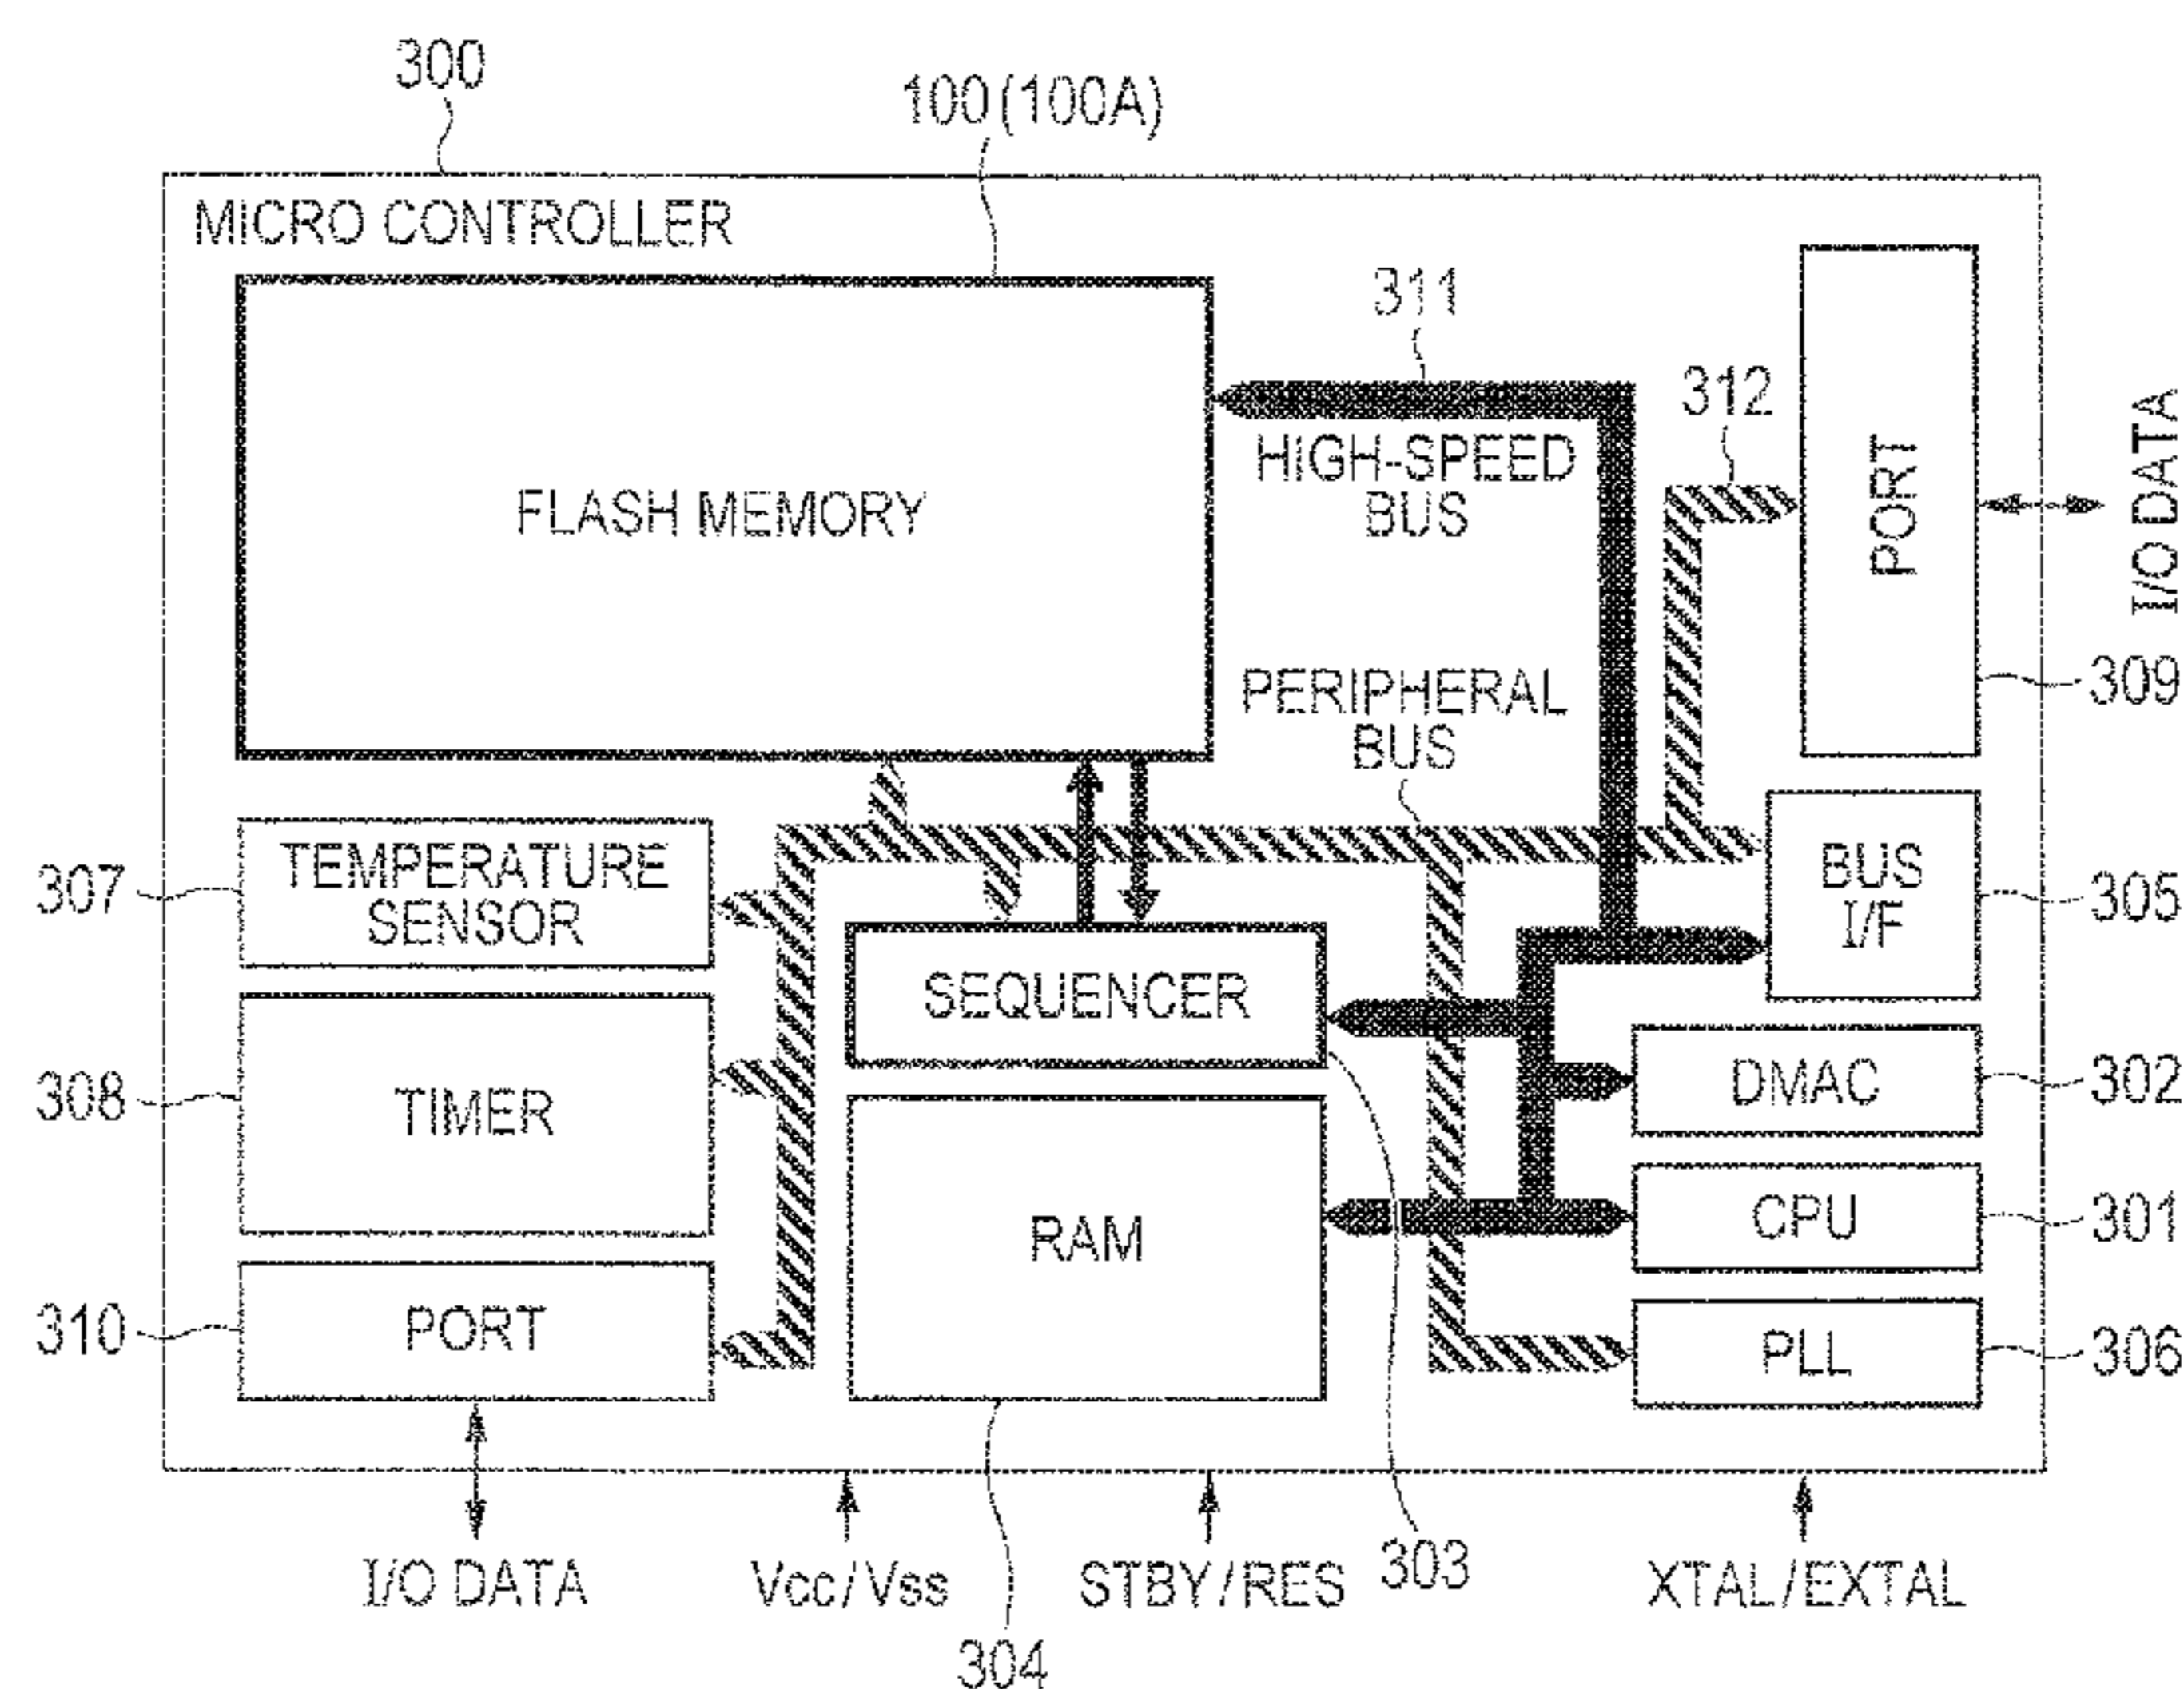 300
100(100A)
MICRO CONTROLLER
311
312
FLASH MEMORY
HIGH-SPEED
BUS
PORT
I/O DATA
309
PERIPHERAL
BUS
307
TEMPERATURE
SENSOR
BUS
I/F
305
SEQUENCER
308
TIMER
DMAC
302
RAM
CPU
301
310
PORT
PLL
306
I/O DATA
Vcc/Vss
STBY/RES
303
XTAL/EXTAL
304